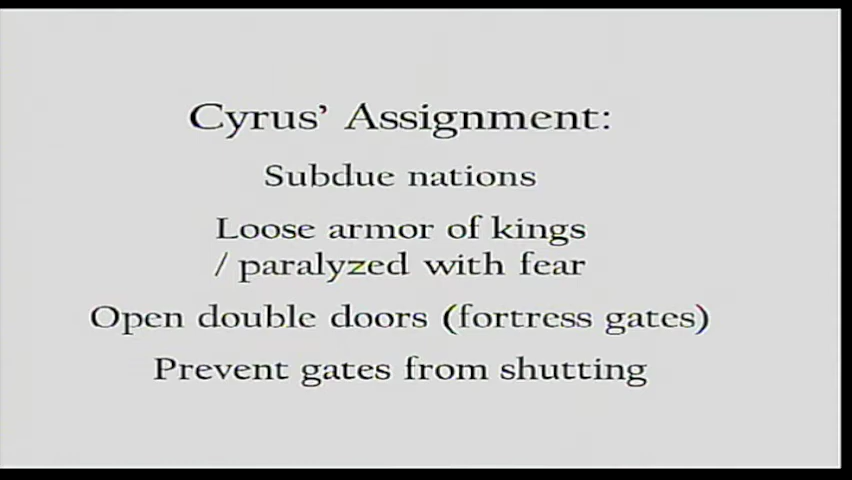 Cyrus’ Assignment:
Subdue nations
Loose armor of kings
/ paralyzed with fear
Open double doors (fortress gates)
Prevent gates from shutting